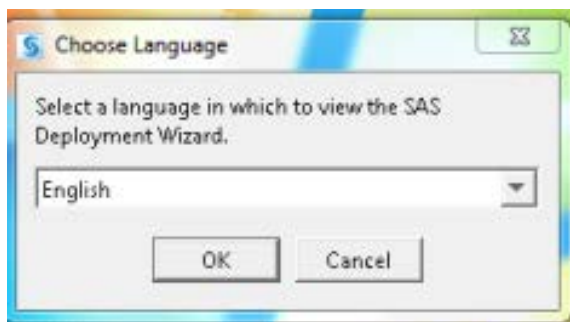 Choose Language
Select a language in which to view the SAS
Deployment Wizard.
English
OK
Cancel